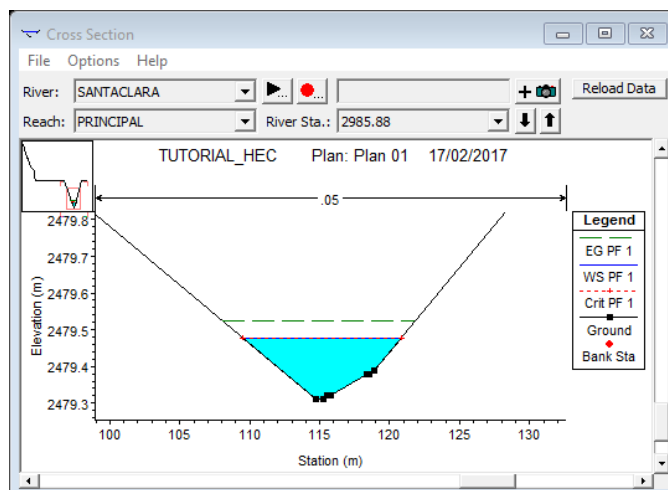 Cross Section
File Options Help
River: SANTACLARA ... ... Reload Data
Reach: PRINCIPAL River Sta.: 2985.88
TUTORIAL_HEC Plan: Plan 01 17/02/2017
.05
Legend
EG PF 1
WS PF 1
Crit PF 1
Ground
Bank Sta
2479.8
2479.7
2479.6
2479.5
2479.4
2479.3
Elevation (m)
100 105 110 115 120 125 130
Station (m)